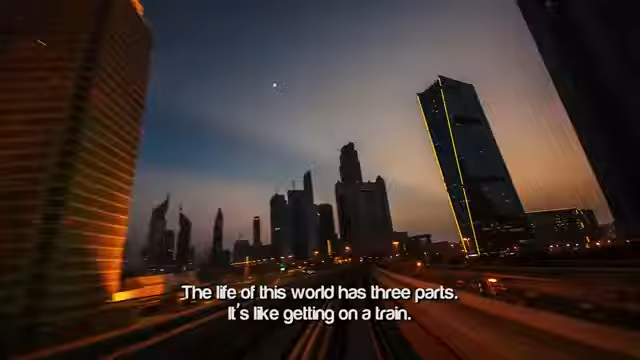 The life of this world has three parts.
It's like getting on a train.